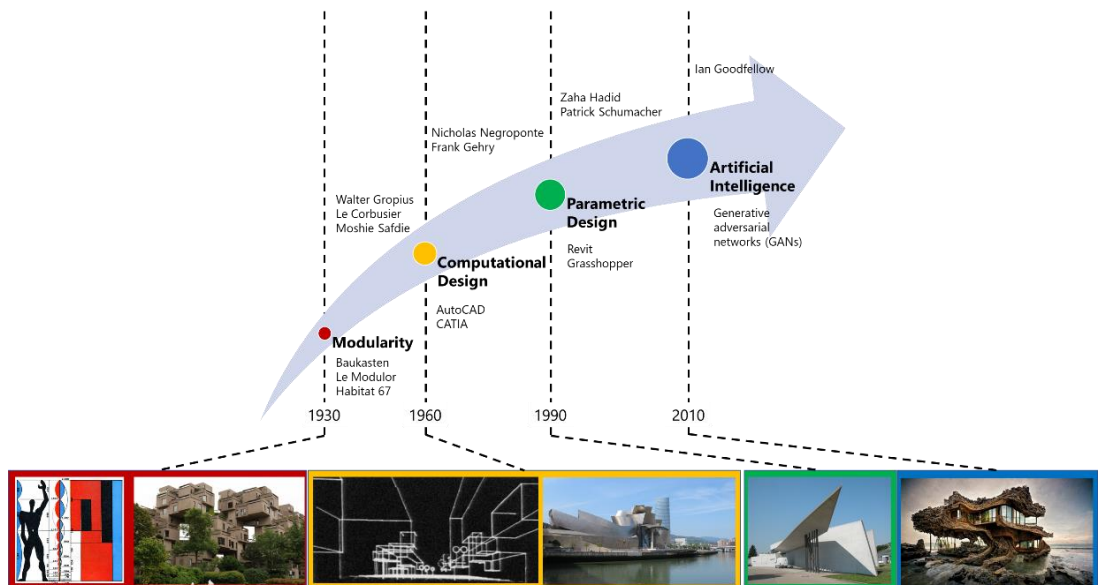 Ian Goodfellow
Zaha Hadid
Patrick Schumacher
Nicholas Negroponte
Frank Gehry
Artificial
Intelligence
Walter Gropius
Le Corbusier
Moshie Safdie
Parametric
Design
Generative
adversarial
networks (GANs)
Revit
Grasshopper
Computational
Design
AutoCAD
CATIA
Modularity
Baukasten
Le Modulor
Habitat 67
1930
1960
1990
2010